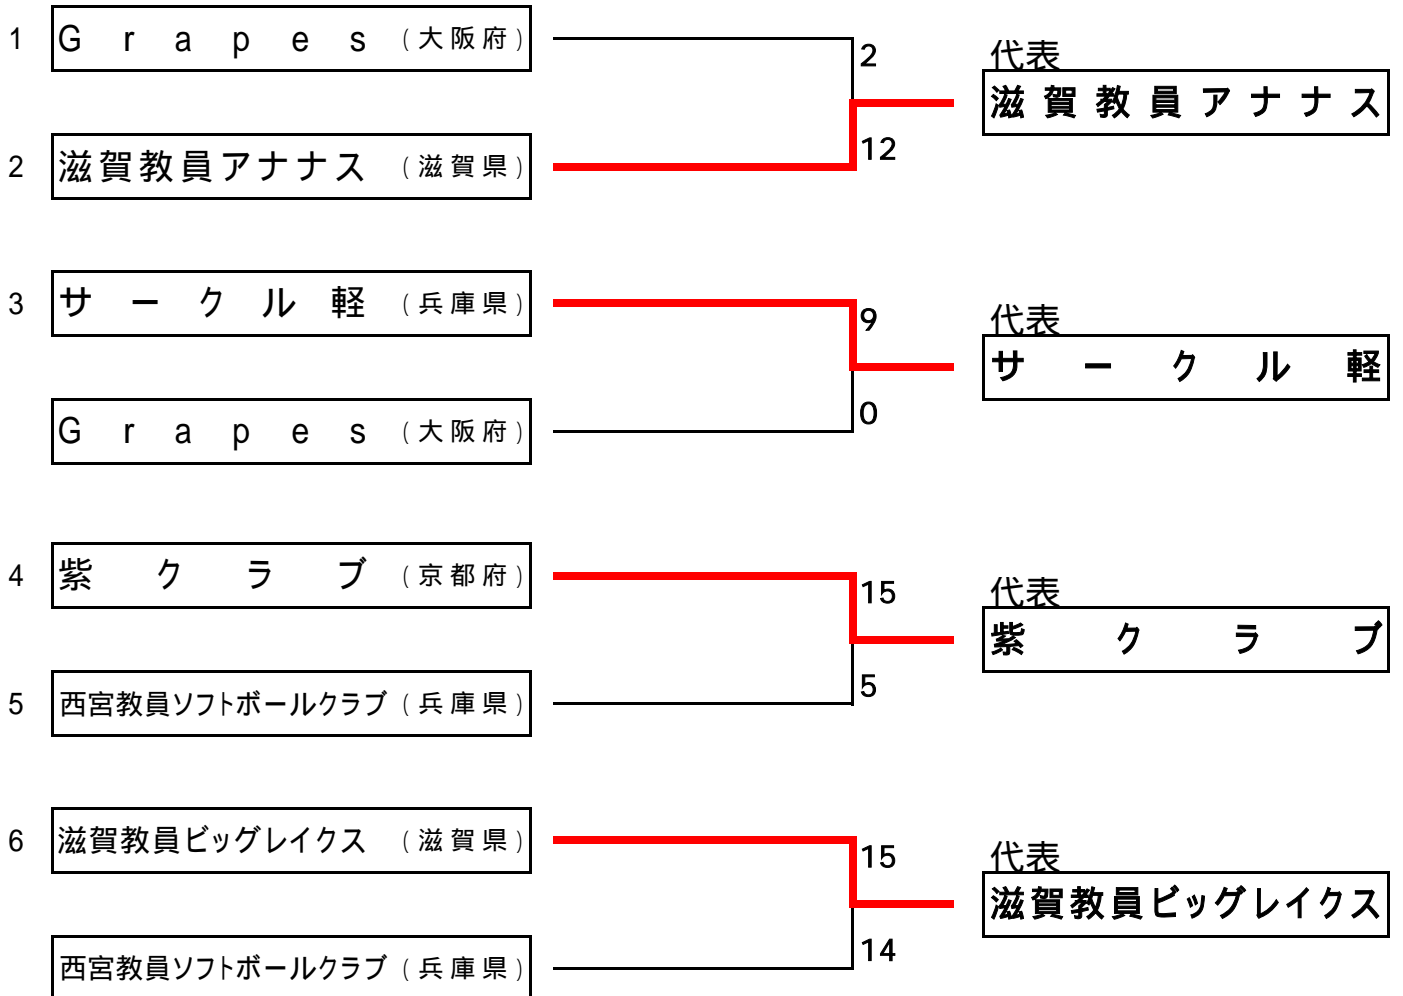 1 Grapes (大阪府)
2
代表
滋賀教員アナナス
12
2 滋賀教員アナナス (滋賀県)
3 サークル軽 (兵庫県)
9
代表
サークル軽
0
Grapes (大阪府)
4 紫クラブ (京都府)
15
代表
紫クラブ
5
5 西宮教員ソフトボールクラブ (兵庫県)
6 滋賀教員ビッグレイクス (滋賀県)
15
代表
滋賀教員ビッグレイクス
14
西宮教員ソフトボールクラブ (兵庫県)